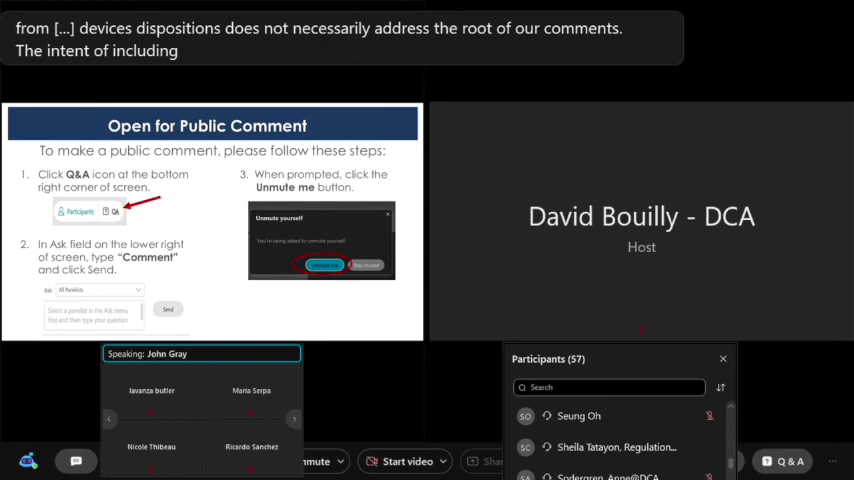 from [...] devices dispositions does not necessarily address the root of our comments.
The intent of including
Open for Public Comment
To make a public comment, please follow these steps:
1. Click Q&A icon at the bottom
right corner of screen.
Participants
QA
2. In Ask field on the lower right
of screen, type “Comment”
and click Send.
Ask: All Panelists
Select a panelist in the Ask menu
first and then type your question
Send
3. When prompted, click the
Unmute me button.
Unmute yourself
You're being asked to unmute yourself.
Unmute me
Stay muted
David Bouilly - DCA
Host
Speaking: John Gray
lavanza butler
Maria Serpa
Nicole Thibeau
Ricardo Sanchez
Participants (57)
Search
SO Seung Oh
SC Sheila Tatayon, Regulation...
SA Sodergren, Anne@DCA
nmute
Start video
Shar
Q & A